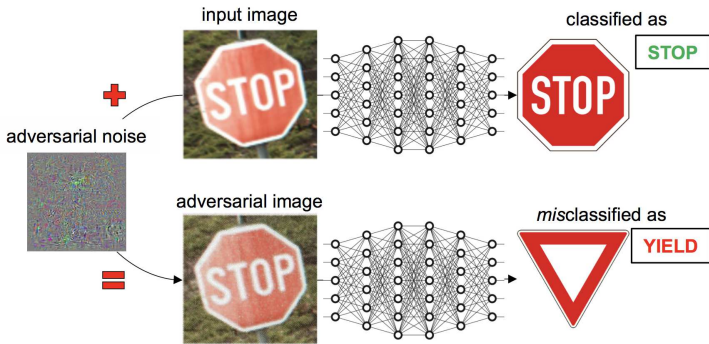 input image
classified as
STOP
STOP
STOP
adversarial noise
adversarial image
misclassified as
STOP
YIELD